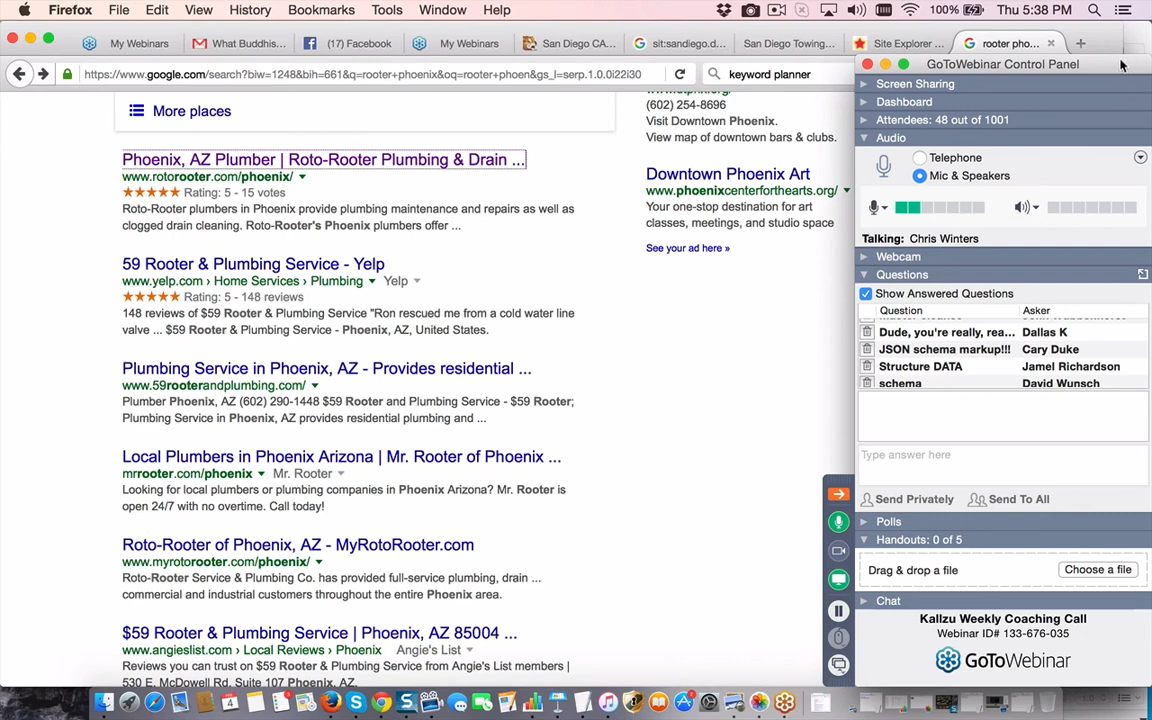 Firefox File Edit View History Bookmarks Tools Window Help 100% Thu 5:38 PM
My Webinars What Buddhis... (17) Facebook My Webinars San Diego CA... sit:sandiego.d... San Diego Towing... Site Explorer ... rooter pho...
https://www.google.com/search?biw=1248&bih=661&q=rooter+phoenix&oq=rooter+phoen&gs_l=serp.1.0.0i22i30 keyword planner
More places
Phoenix, AZ Plumber | Roto-Rooter Plumbing & Drain ...
www.rotorooter.com/phoenix/
Rating: 5 - 15 votes
Roto-Rooter plumbers in Phoenix provide plumbing maintenance and repairs as well as
clogged drain cleaning. Roto-Rooter's Phoenix plumbers offer ...
59 Rooter & Plumbing Service - Yelp
www.yelp.com › Home Services › Plumbing Yelp
Rating: 5 - 148 reviews
148 reviews of $59 Rooter & Plumbing Service "Ron rescued me from a cold water line
valve ... $59 Rooter & Plumbing Service - Phoenix, AZ, United States.
Plumbing Service in Phoenix, AZ - Provides residential ...
www.59rooterandplumbing.com/
Plumber Phoenix, AZ (602) 290-1448 $59 Rooter and Plumbing Service - $59 Rooter;
Plumbing Service in Phoenix, AZ provides residential plumbing and ...
Local Plumbers in Phoenix Arizona | Mr. Rooter of Phoenix ...
mrrooter.com/phoenix Mr. Rooter
Looking for local plumbers or plumbing companies in Phoenix Arizona? Mr. Rooter is
open 24/7 with no overtime. Call today!
Roto-Rooter of Phoenix, AZ - MyRotoRooter.com
www.myrotorooter.com/phoenix/
Roto-Rooter Service & Plumbing Co. has provided full-service plumbing, drain ...
commercial and industrial customers throughout the entire Phoenix area.
$59 Rooter & Plumbing Service | Phoenix, AZ 85004 ...
www.angieslist.com › Local Reviews › Phoenix Angie's List
Reviews you can trust on $59 Rooter & Plumbing Service from Angie's List members |
530 E. McDowell Rd. Suite 107 Phoenix, AZ.
(602) 254-8696
Visit Downtown Phoenix.
View map of downtown bars & clubs.
Downtown Phoenix Art
www.phoenixcenterforthearts.org/
Your one-stop destination for art
classes, meetings, and studio space
See your ad here »
GoToWebinar Control Panel
Screen Sharing
Dashboard
Attendees: 48 out of 1001
Audio
Telephone
Mic & Speakers
Talking: Chris Winters
Webcam
Questions
Show Answered Questions
Question Asker
Dude, you're really, rea... Dallas K
JSON schema markup!!! Cary Duke
Structure DATA Jamel Richardson
schema David Wunsch
Type answer here
Send Privately Send To All
Polls
Handouts: 0 of 5
Drag & drop a file Choose a file
Chat
Kallzu Weekly Coaching Call
Webinar ID# 133-676-035
GoToWebinar